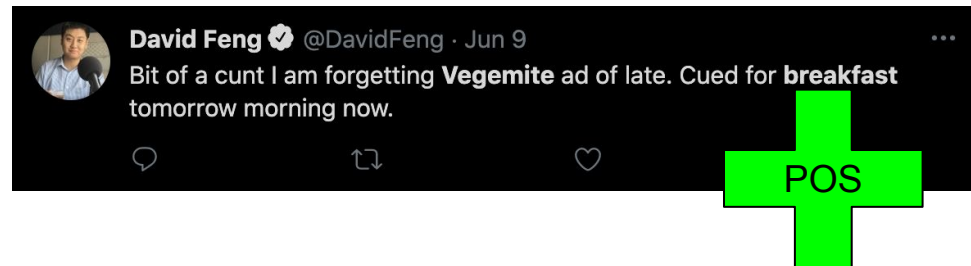 David Feng @DavidFeng · Jun 9
Bit of a cunt I am forgetting Vegemite ad of late. Cued for breakfast
tomorrow morning now.
POS